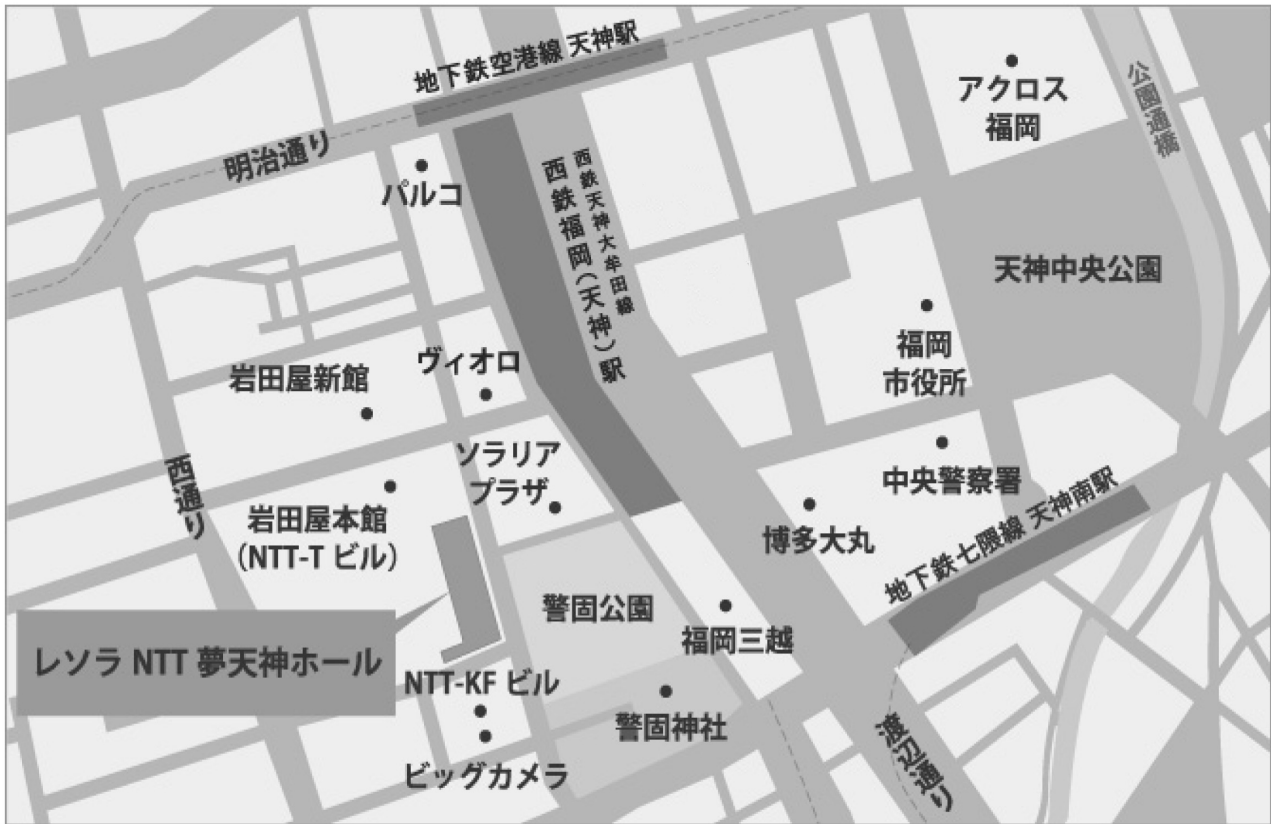 地下鉄空港線 天神駅
アクロス
福岡
公園通橋
明治通り
パルコ
西鉄福岡(天神)駅
西鉄天神大牟田線
天神中央公園
福岡
市役所
ヴィオロ
岩田屋新館
ソラリア
プラザ
中央警察署
西通り
岩田屋本館
(NTT-T ビル)
博多大丸
地下鉄七隈線 天神南駅
警固公園
福岡三越
レソラ NTT 夢天神ホール
NTT-KF ビル
警固神社
渡辺通り
ビッグカメラ